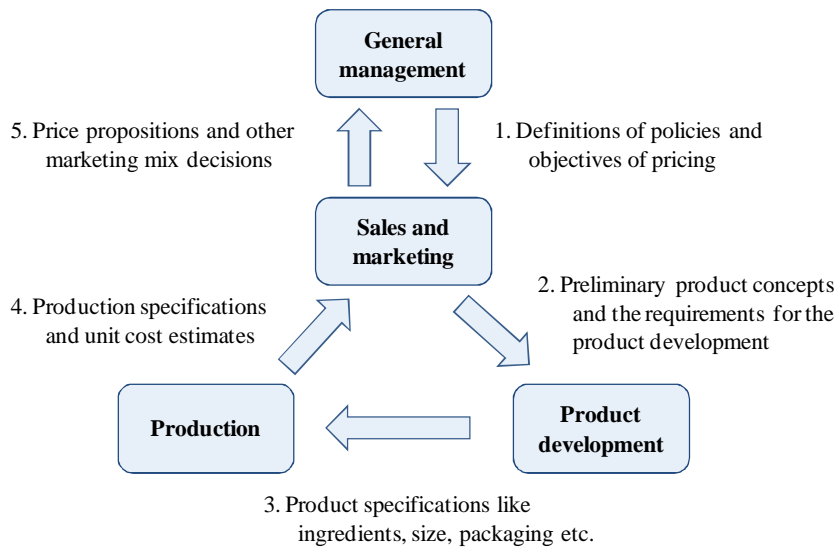 General
management
5. Price propositions and other
marketing mix decisions
1. Definitions of policies and
objectives of pricing
Sales and
marketing
4. Production specifications
and unit cost estimates
2. Preliminary product concepts
and the requirements for the
product development
Production
Product
development
3. Product specifications like
ingredients, size, packaging etc.